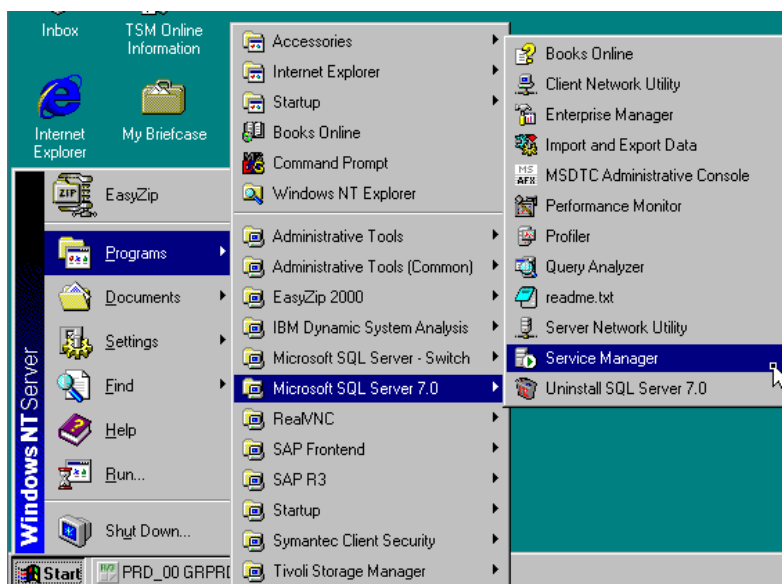 Inbox
TSM Online
Information
Internet
Explorer
My Briefcase
EasyZip
Programs
Documents
Settings
Find
Help
Run...
Shut Down...
Windows NT Server
Start
PRD_00 GRPR
Accessories
Internet Explorer
Startup
Books Online
Command Prompt
Windows NT Explorer
Administrative Tools
Administrative Tools (Common)
EasyZip 2000
IBM Dynamic System Analysis
Microsoft SQL Server - Switch
Microsoft SQL Server 7.0
RealVNC
SAP Frontend
SAP R3
Startup
Symantec Client Security
Tivoli Storage Manager
Books Online
Client Network Utility
Enterprise Manager
Import and Export Data
MS
AFX
MSDTC Administrative Console
Performance Monitor
Profiler
Query Analyzer
readme.txt
Server Network Utility
Service Manager
Uninstall SQL Server 7.0